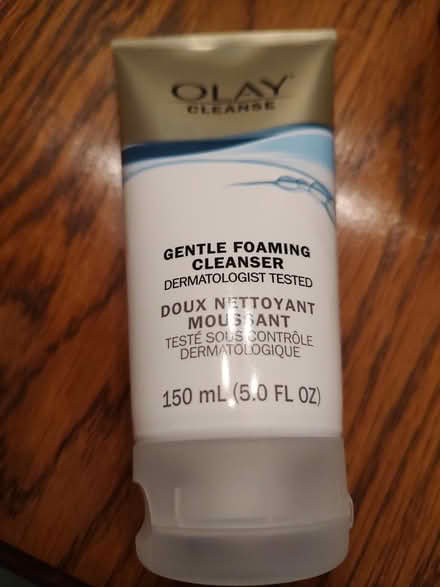 OLAY
CLEANSE
GENTLE FOAMING
CLEANSER
DERMATOLOGIST TESTED
DOUX NETTOYANT
MOUSSANT
TESTÉ SOUS CONTRÔLE
DERMATOLOGIQUE
150 mL (5.0 FL OZ)